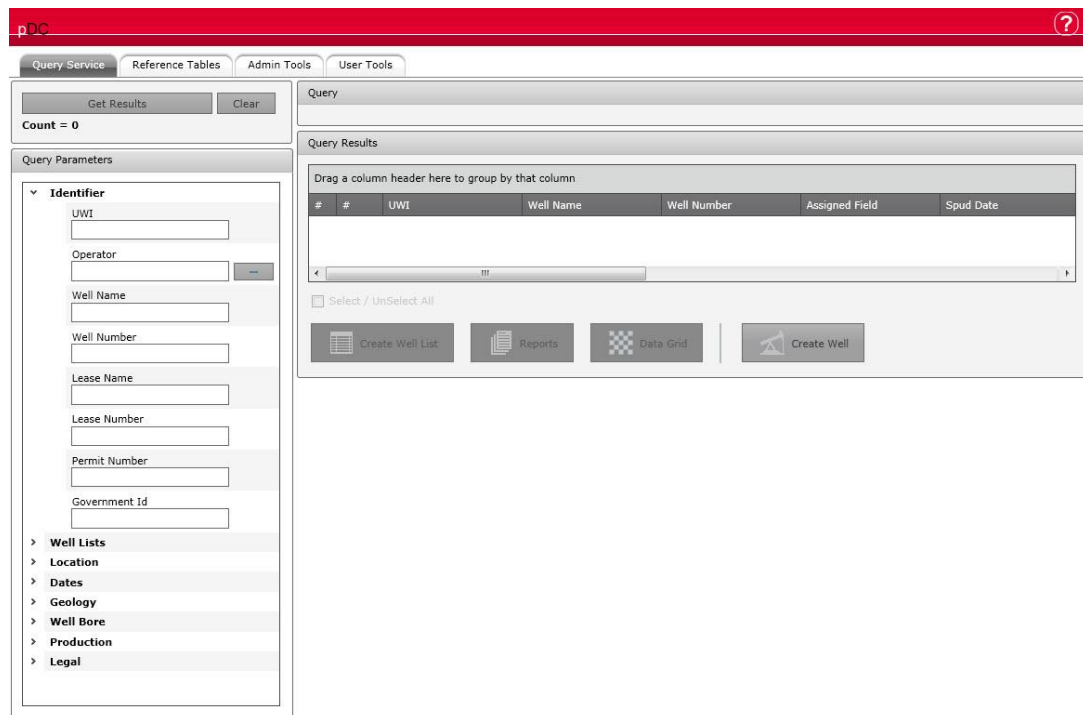 pDC
?
Query Service Reference Tables Admin Tools User Tools
Get Results Clear
Count = 0
Query Parameters
Identifier
UWI
Operator
...
Well Name
Well Number
Lease Name
Lease Number
Permit Number
Government Id
Well Lists
Location
Dates
Geology
Well Bore
Production
Legal
Query
Query Results
Drag a column header here to group by that column
# # UWI Well Name Well Number Assigned Field Spud Date
Select / UnSelect All
Create Well List Reports Data Grid Create Well